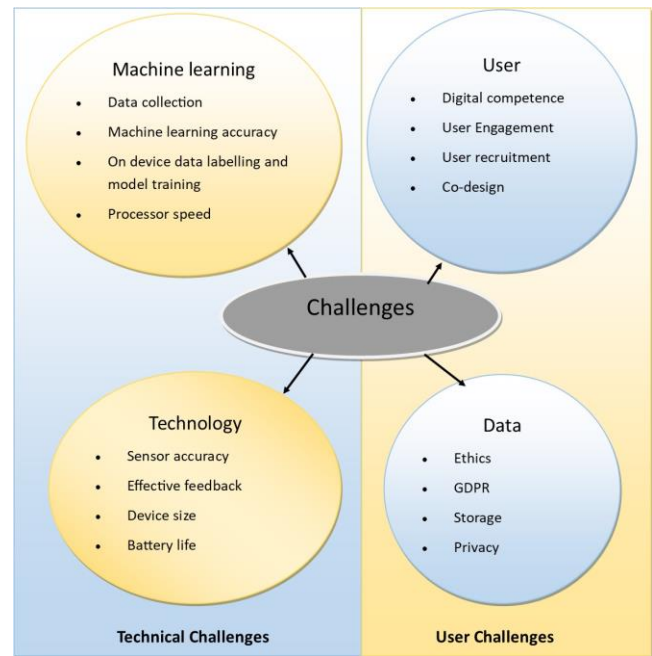 Machine learning
• Data collection
• Machine learning accuracy
• On device data labelling and
model training
• Processor speed
User
• Digital competence
• User Engagement
• User recruitment
• Co-design
Challenges
Technology
• Sensor accuracy
• Effective feedback
• Device size
• Battery life
Data
• Ethics
• GDPR
• Storage
• Privacy
Technical Challenges
User Challenges